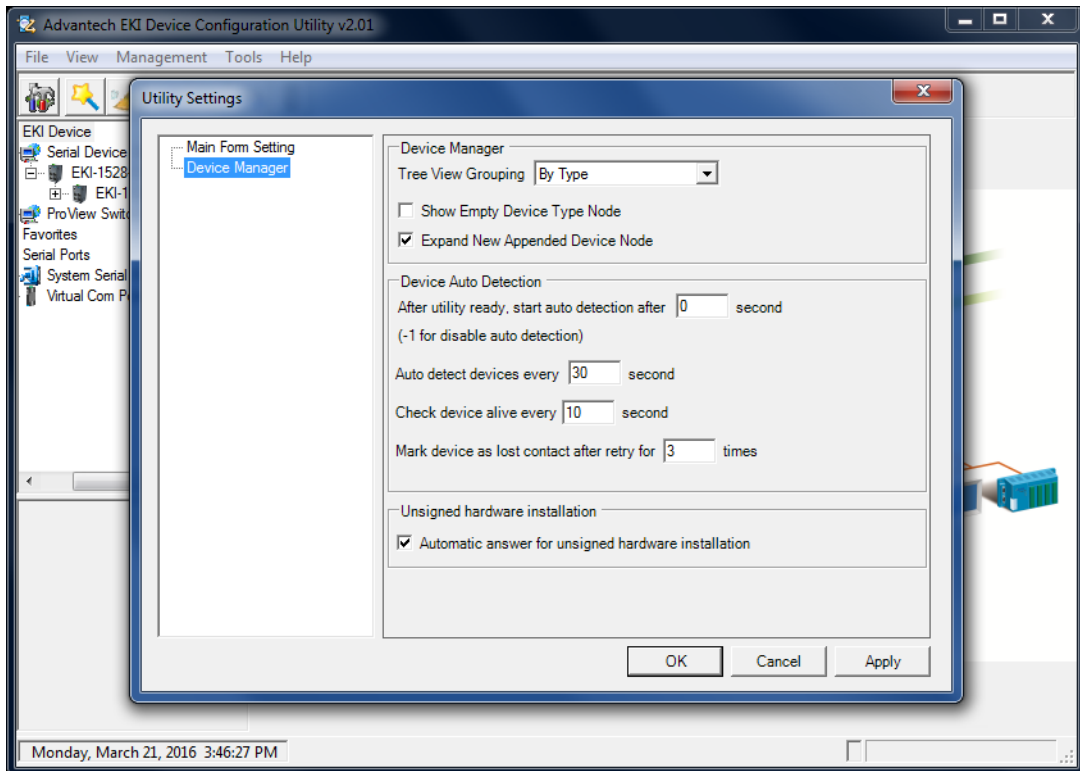 Advantech EKI Device Configuration Utility v2.01
File View Management Tools Help
Utility Settings
EKI Device
Serial Device
EKI-1528
EKI-1
ProView Swit
Favorites
Serial Ports
System Serial
Virtual Com P
Main Form Setting
Device Manager
Device Manager
Tree View Grouping By Type
Show Empty Device Type Node
Expand New Appended Device Node
Device Auto Detection
After utility ready, start auto detection after 0 second
(-1 for disable auto detection)
Auto detect devices every 30 second
Check device alive every 10 second
Mark device as lost contact after retry for 3 times
Unsigned hardware installation
Automatic answer for unsigned hardware installation
OK Cancel Apply
Monday, March 21, 2016 3:46:27 PM